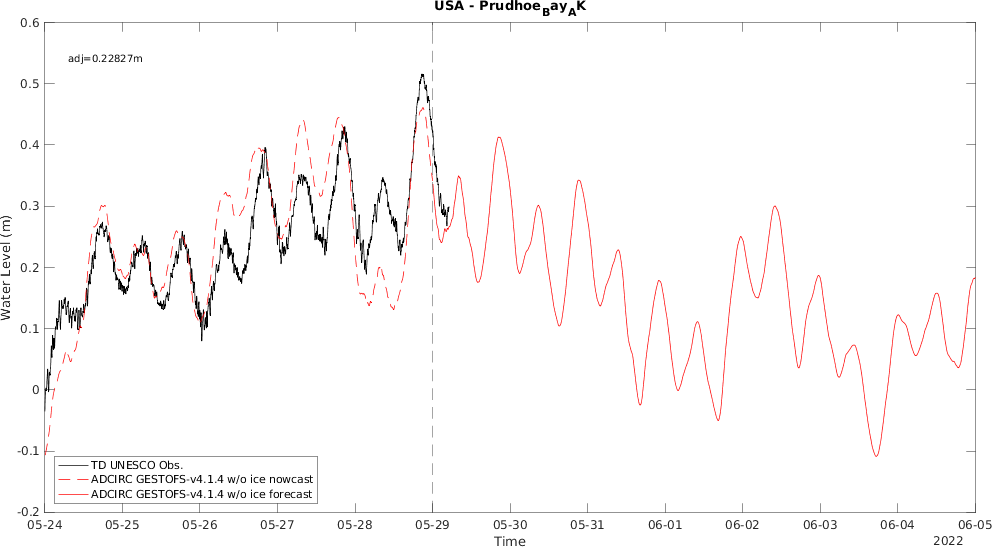 USA - PrudhoeBayAK
adj=0.22827m
0.6
0.5
0.4
0.3
0.2
0.1
0
-0.1
-0.2
Water Level (m)
TD UNESCO Obs.
ADCIRC GESTOFS-v4.1.4 w/o ice nowcast
ADCIRC GESTOFS-v4.1.4 w/o ice forecast
05-24 05-25 05-26 05-27 05-28 05-29 05-30 05-31 06-01 06-02 06-03 06-04 06-05
Time
2022